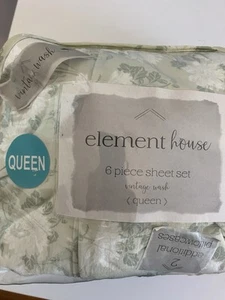 vintage wash
QUEEN
element house
6 piece sheet set
vintage wash
( queen )
2
additional
pillowcases